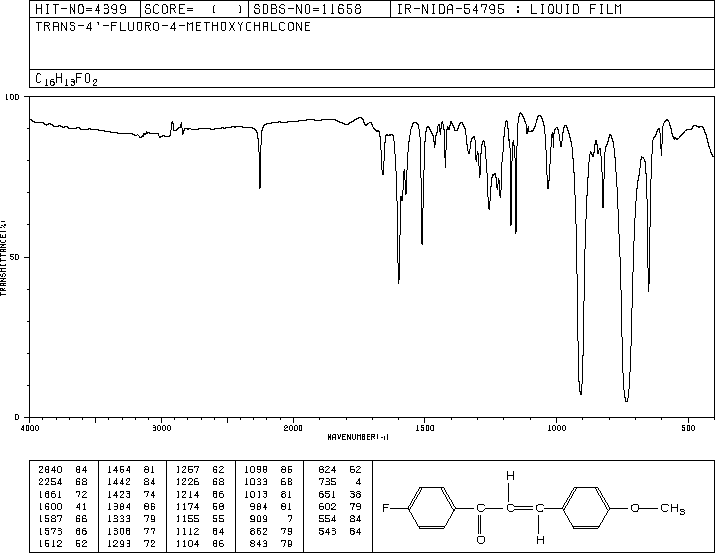 HIT-NO=4399 SCORE= ( ) SDBS-NO=11658 IR-NIDA-54795 : LIQUID FILM
TRANS-4'-FLUORO-4-METHOXYCHALCONE
C16H13FO2
100
50
0
TRANSMITTANCE(%)
4000 3000 2000 1500 1000 500
WAVENUMBER(-1)
2840 84 1464 81 1257 62 1098 86 824 62
2254 68 1442 84 1226 68 1033 68 735 4
1661 72 1423 74 1214 66 1013 81 651 38
1600 41 1384 86 1174 58 984 81 602 79
1587 66 1333 79 1155 55 909 7 554 84
1573 66 1308 77 1112 84 862 79 543 84
1512 52 1293 72 1104 86 843 79
F
O
H
H
O
CH3